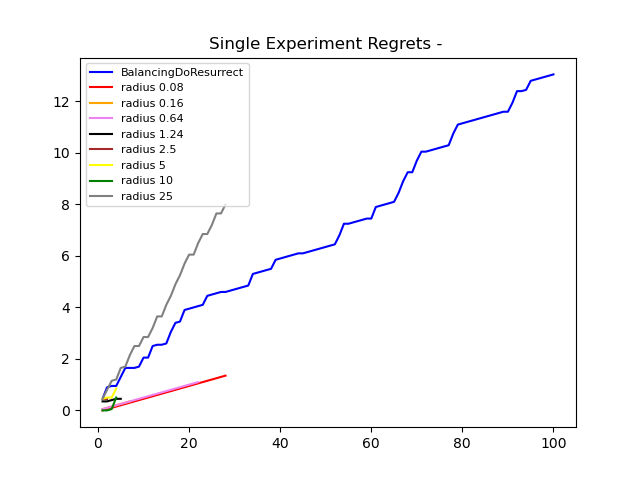 Single Experiment Regrets -
BalancingDoResurrect
radius 0.08
radius 0.16
radius 0.64
radius 1.24
radius 2.5
radius 5
radius 10
radius 25
12
10
8
6
4
2
0
0 20 40 60 80 100